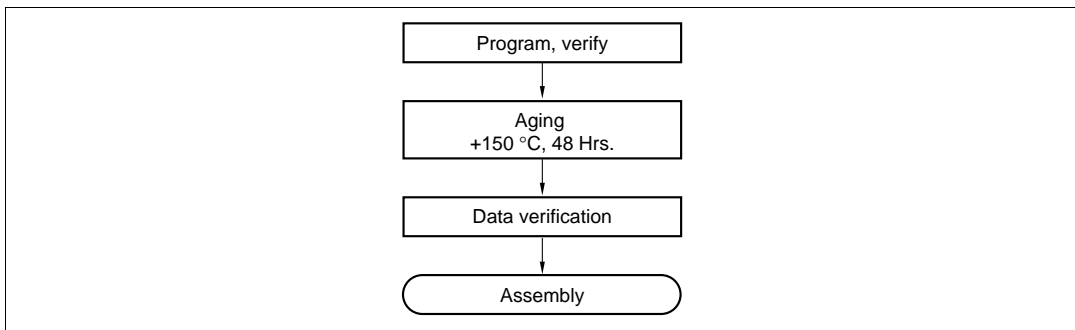 Program, verify
Aging
+150 °C, 48 Hrs.
Data verification
Assembly